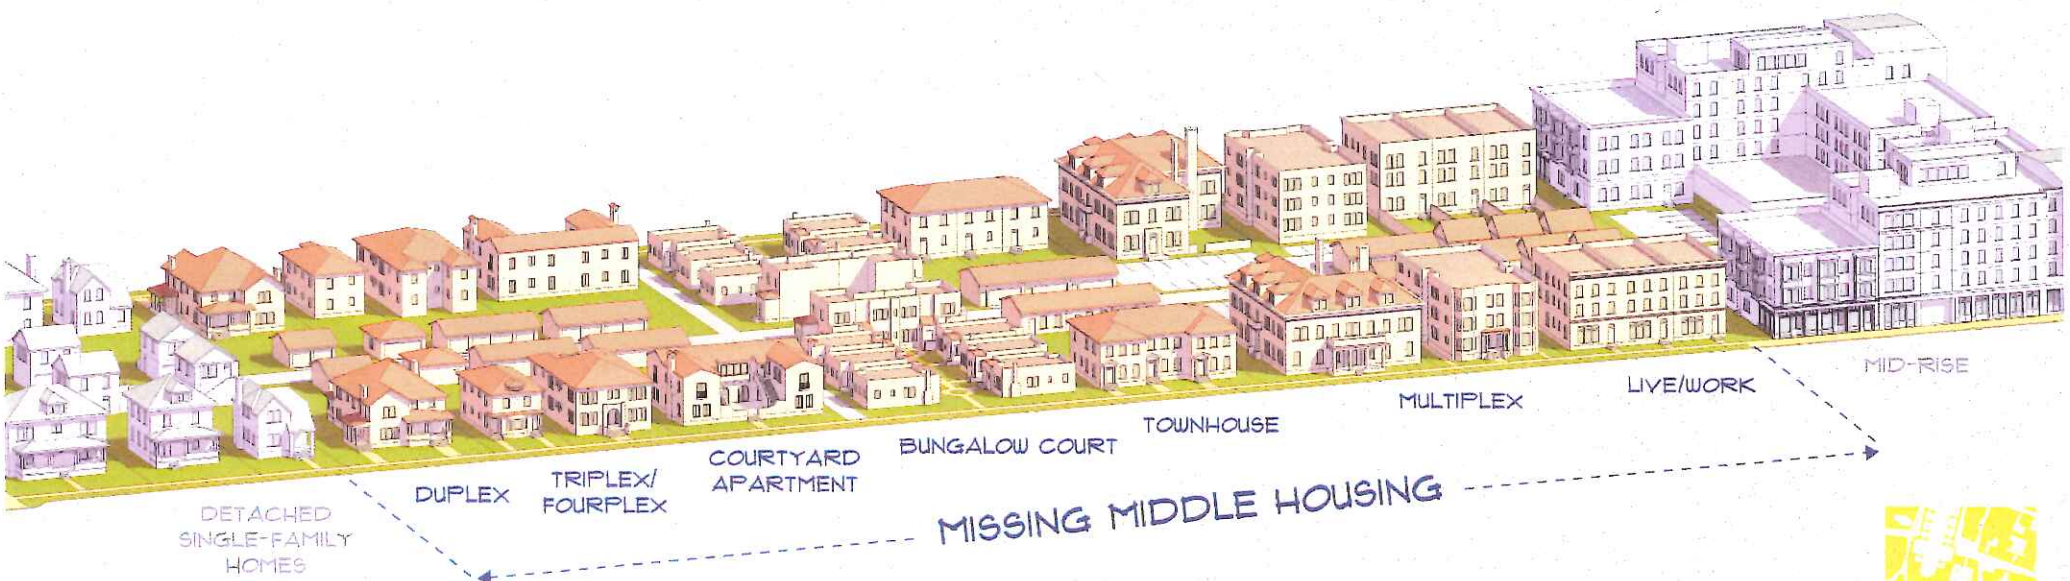 DETACHED
SINGLE-FAMILY
HOMES
DUPLEX
TRIPLEX/
FOURPLEX
COURTYARD
APARTMENT
BUNGALOW COURT
TOWNHOUSE
MULTIPLEX
LIVE/WORK
MID-RISE
MISSING MIDDLE HOUSING